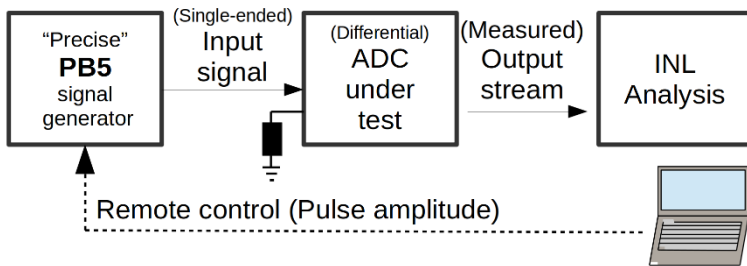 “Precise”
PB5
signal
generator
(Single-ended)
Input
signal
(Differential)
ADC
under
test
(Measured)
Output
stream
INL
Analysis
Remote control (Pulse amplitude)